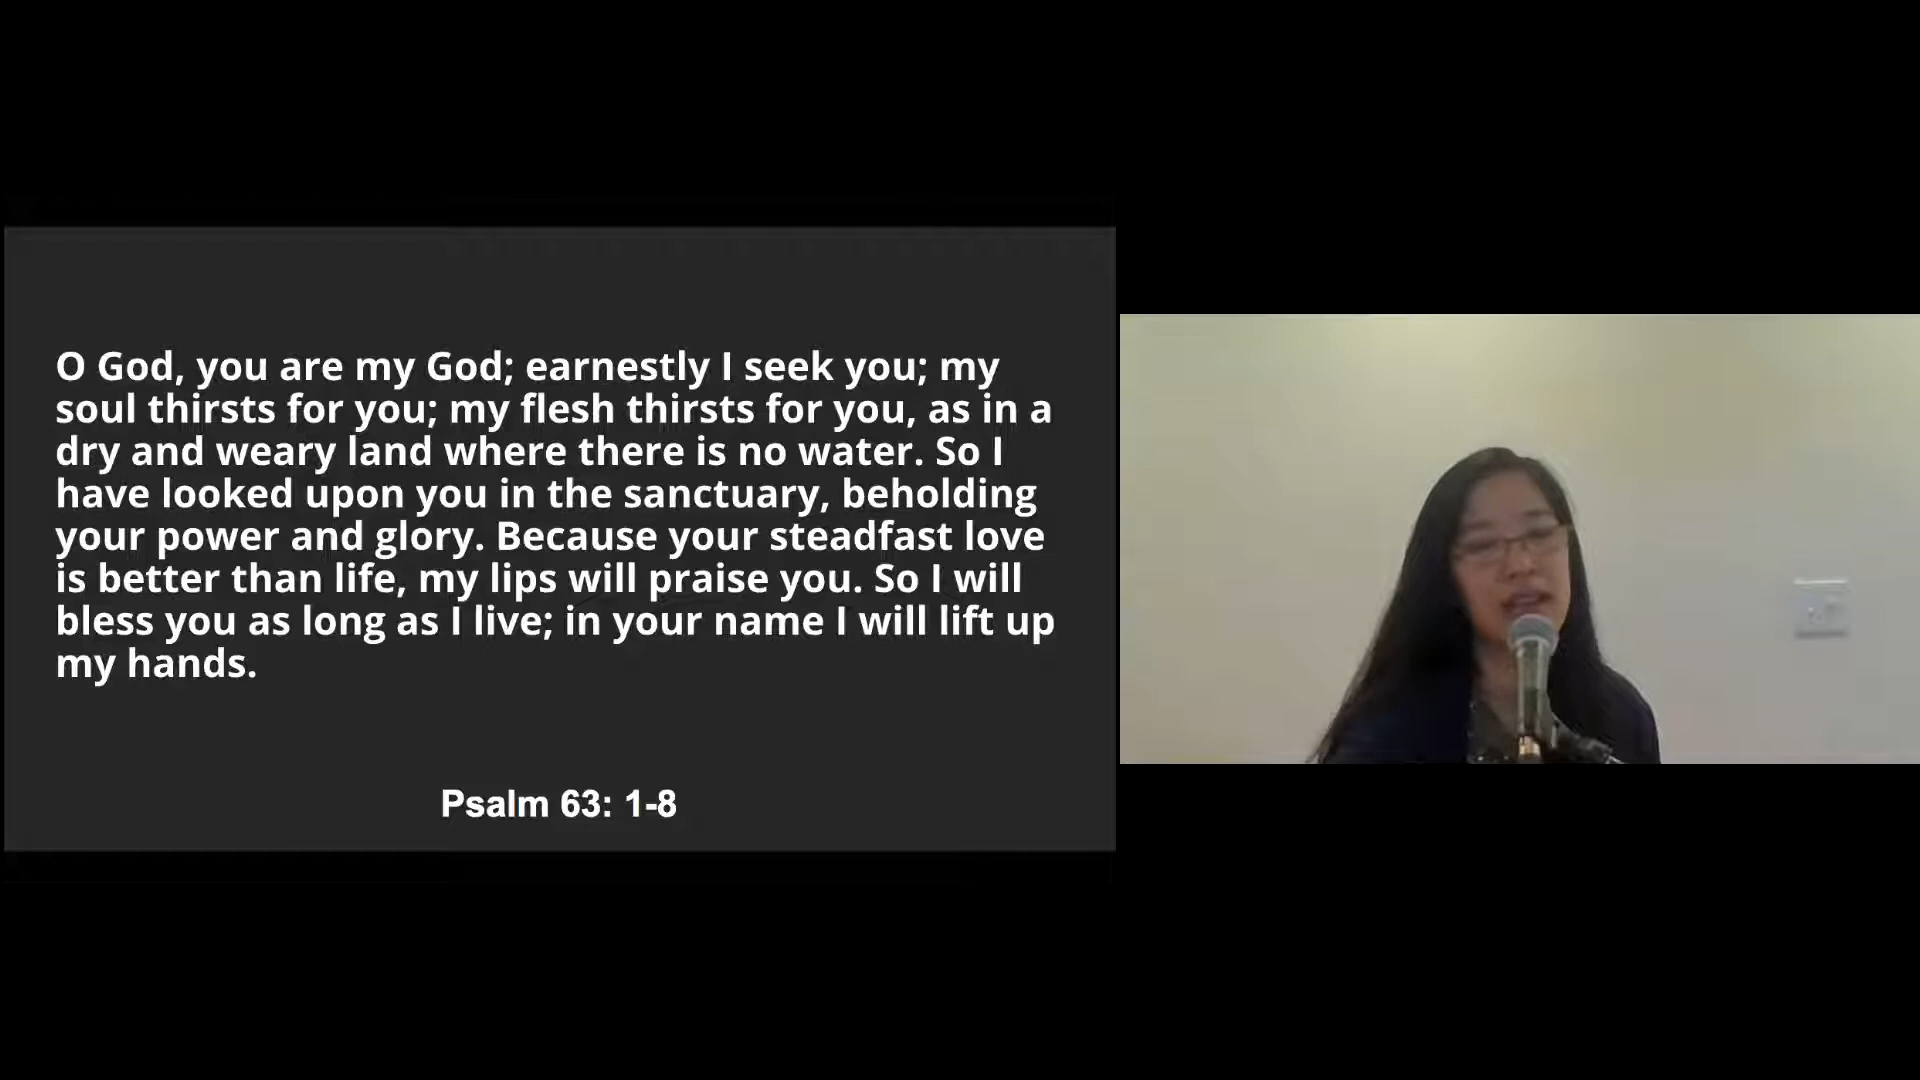 O God, you are my God; earnestly I seek you; my
soul thirsts for you; my flesh thirsts for you, as in a
dry and weary land where there is no water. So I
have looked upon you in the sanctuary, beholding
your power and glory. Because your steadfast love
is better than life, my lips will praise you. So I will
bless you as long as I live; in your name I will lift up
my hands.
Psalm 63: 1-8